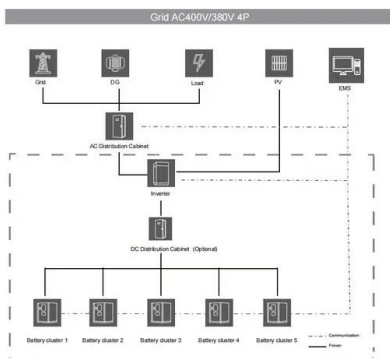 Grid AC400V/380V 4P
Grid DG Load PV EMS
AC Distribution Cabinet
Inverter
DC Distribution Cabinet (Optional)
Battery cluster 1 Battery cluster 2 Battery cluster 3 Battery cluster 4 Battery cluster 5
Communication
Power